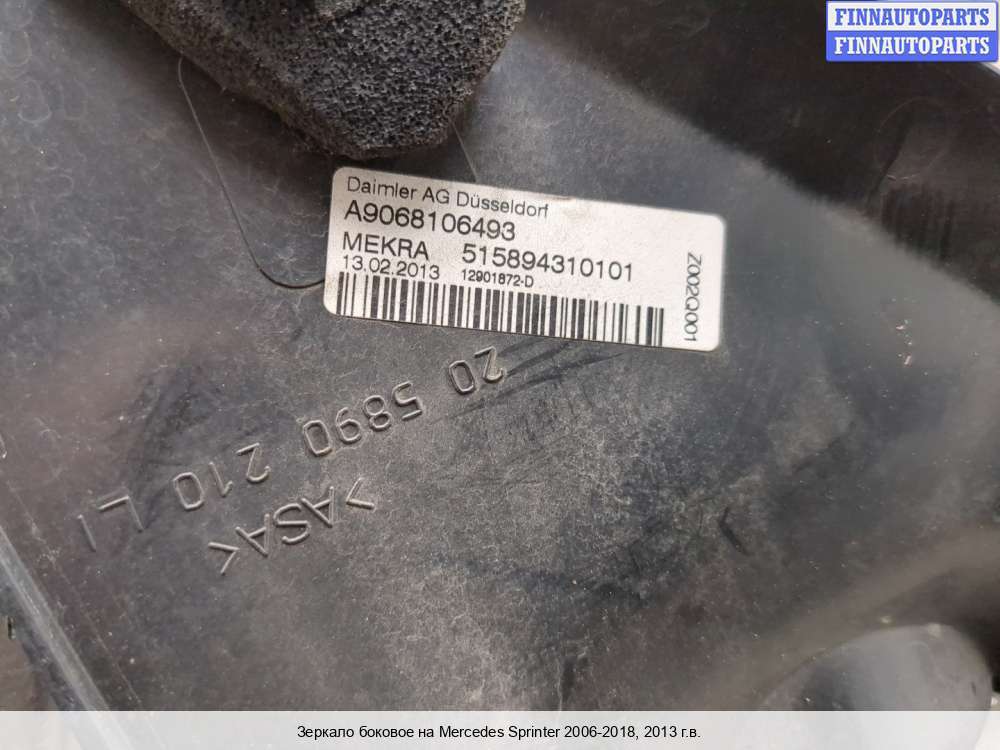 FINNAUTOPARTS
FINNAUTOPARTS
Daimler AG Düsseldorf
A9068106493
MEKRA 515894310101
13.02.2013 12901872-D
Z002Q001
20 5890 210 LI
>ASA<
Зеркало боковое на Mercedes Sprinter 2006-2018, 2013 г.в.